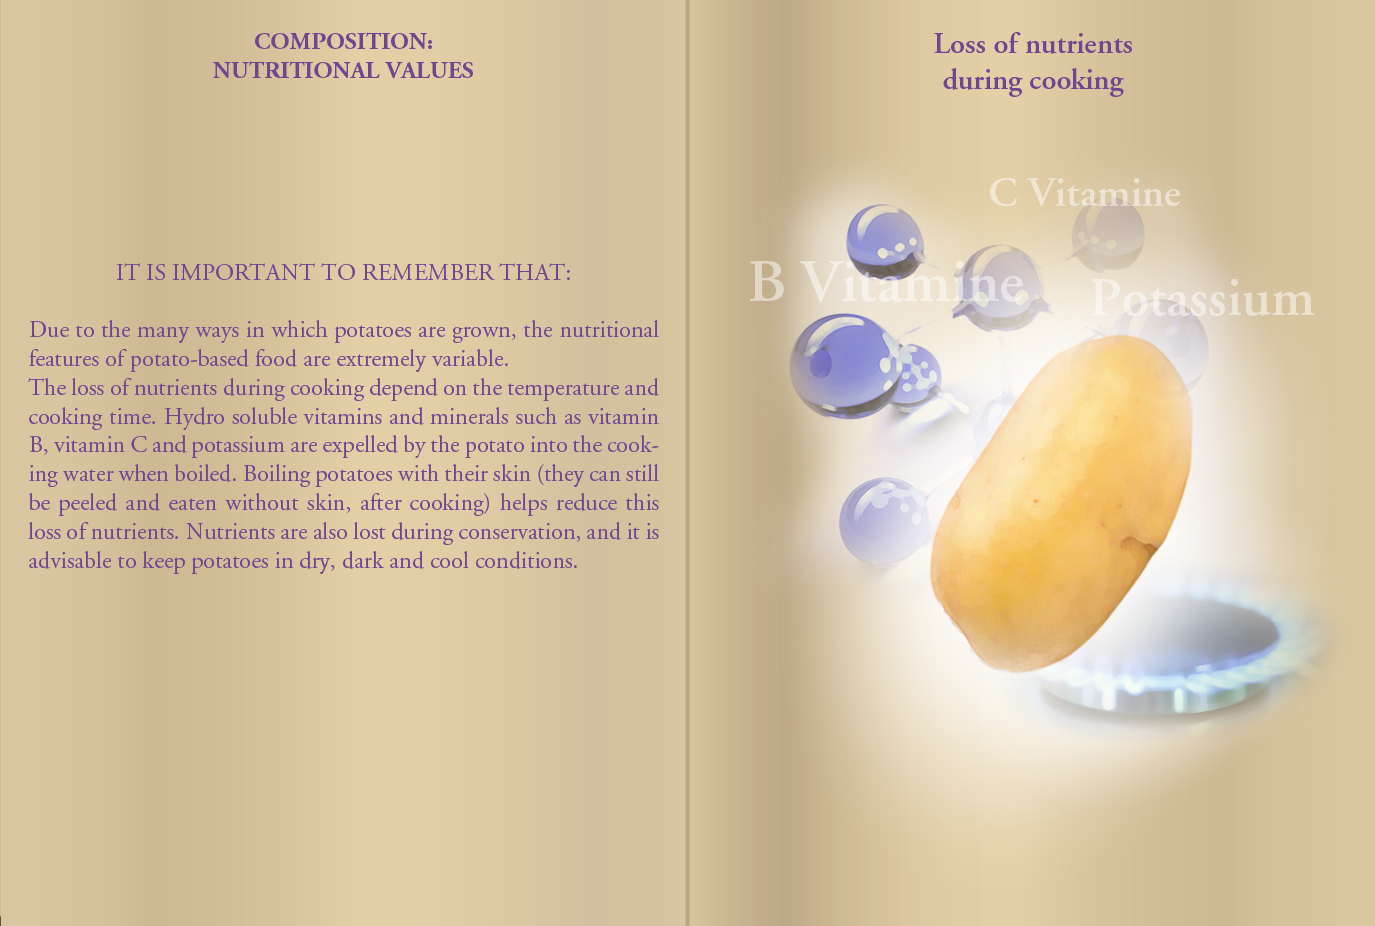 COMPOSITION:
NUTRITIONAL VALUES
IT IS IMPORTANT TO REMEMBER THAT:
Due to the many ways in which potatoes are grown, the nutritional
features of potato-based food are extremely variable.
The loss of nutrients during cooking depend on the temperature and
cooking time. Hydro soluble vitamins and minerals such as vitamin
B, vitamin C and potassium are expelled by the potato into the cook-
ing water when boiled. Boiling potatoes with their skin (they can still
be peeled and eaten without skin, after cooking) helps reduce this
loss of nutrients. Nutrients are also lost during conservation, and it is
advisable to keep potatoes in dry, dark and cool conditions.
Loss of nutrients
during cooking
C Vitamine
B Vitamine
Potassium